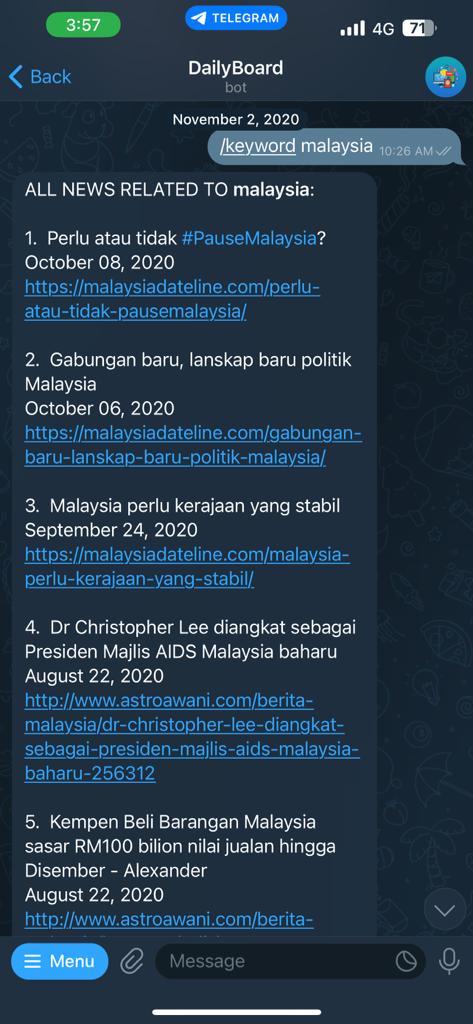 3:57
TELEGRAM
4G
71
Back
DailyBoard
bot
November 2, 2020
/keyword malaysia 10:26 AM
ALL NEWS RELATED TO malaysia:
1. Perlu atau tidak #PauseMalaysia?
October 08, 2020
https://malaysiadateline.com/perlu-
atau-tidak-pausemalaysia/
2. Gabungan baru, lanskap baru politik
Malaysia
October 06, 2020
https://malaysiadateline.com/gabungan-
baru-lanskap-baru-politik-malaysia/
3. Malaysia perlu kerajaan yang stabil
September 24, 2020
https://malaysiadateline.com/malaysia-
perlu-kerajaan-yang-stabil/
4. Dr Christopher Lee diangkat sebagai
Presiden Majlis AIDS Malaysia baharu
August 22, 2020
http://www.astroawani.com/berita-
malaysia/dr-christopher-lee-diangkat-
sebagai-presiden-majlis-aids-malaysia-
baharu-256312
5. Kempen Beli Barangan Malaysia
sasar RM100 bilion nilai jualan hingga
Disember - Alexander
August 22, 2020
http://www.astroawani.com/berita-
Menu
Message